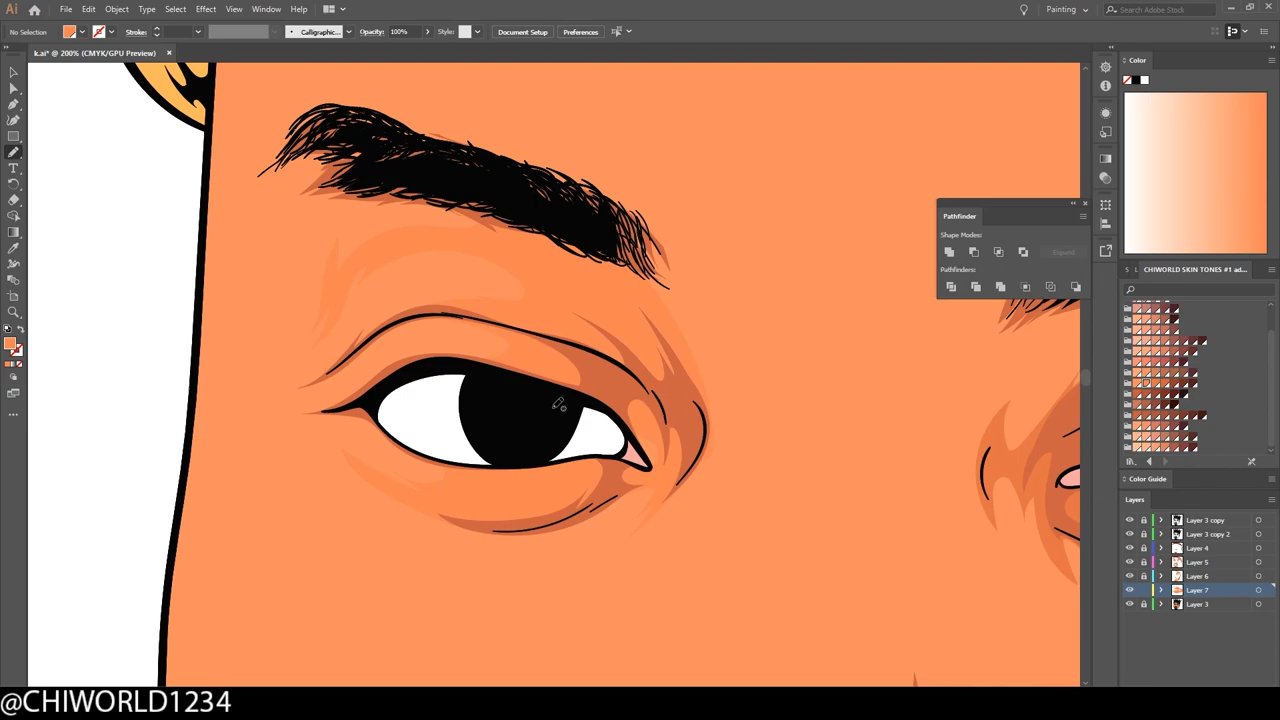 Ai File Edit Object Type Select Effect View Window Help Painting Search Adobe Stock
No Selection Stroke: Calligraphic... Opacity: 100% Style: Document Setup Preferences
k.ai* @ 200% (CMYK/GPU Preview) ×
Color
Pathfinder
Shape Modes:
Expand
Pathfinders:
S L CHIWORLD SKIN TONES #1 ad...
Color Guide
Layers
Layer 3 copy
Layer 3 copy 2
Layer 4
Layer 5
Layer 6
Layer 7
Layer 3
@CHIWORLD1234